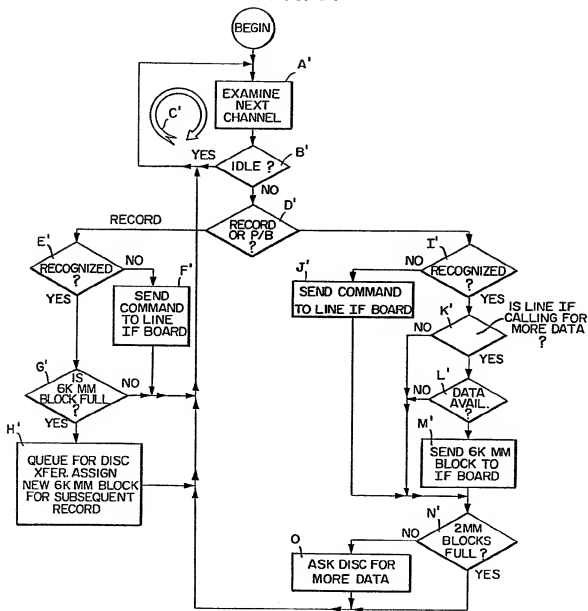 BEGIN
A'
EXAMINE
NEXT
CHANNEL
C'
B'
YES
IDLE ?
NO
D'
RECORD
RECORD
OR P/B
?
E'
RECOGNIZED
?
NO
YES
F'
SEND
COMMAND
TO LINE IF
BOARD
I'
RECOGNIZED
?
NO
YES
J'
SEND COMMAND
TO LINE IF BOARD
K'
IS LINE IF
CALLING FOR
MORE DATA
?
NO
YES
G'
IS
6K MM
BLOCK FULL
?
NO
YES
L'
DATA
AVAIL.
?
NO
YES
H'
QUEUE FOR DISC
XFER. ASSIGN
NEW 6K MM BLOCK
FOR SUBSEQUENT
RECORD
M'
SEND 6K MM
BLOCK TO
IF BOARD
N'
2MM
BLOCKS
FULL ?
NO
YES
O
ASK DISC FOR
MORE DATA